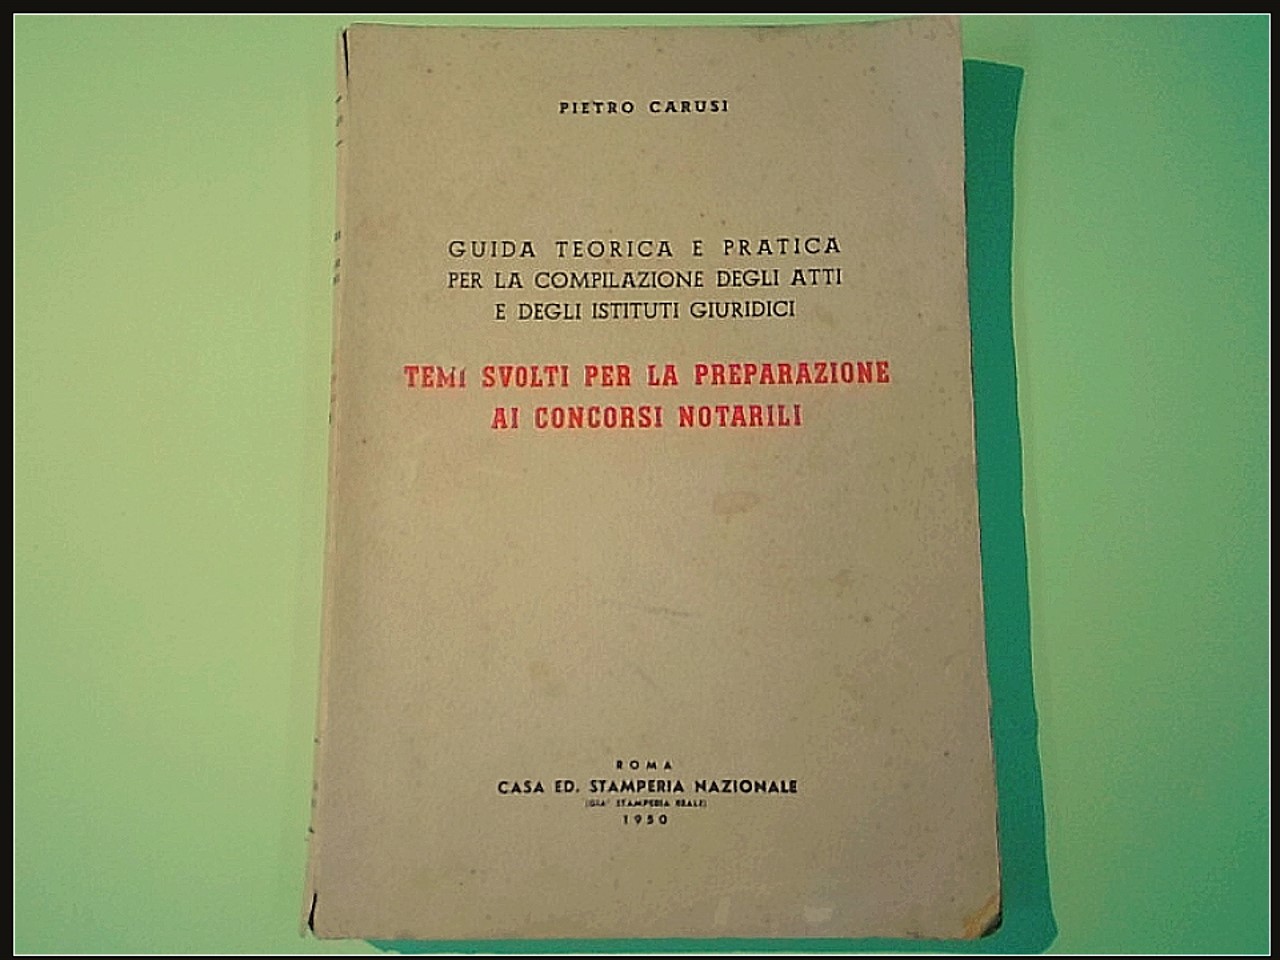 PIETRO CARUSI
GUIDA TEORICA E PRATICA
PER LA COMPILAZIONE DEGLI ATTI
E DEGLI ISTITUTI GIURIDICI
TEMI SVOLTI PER LA PREPARAZIONE
AI CONCORSI NOTARILI
ROMA
CASA ED. STAMPERIA NAZIONALE
(GIA' STAMPERIA REALE)
1950